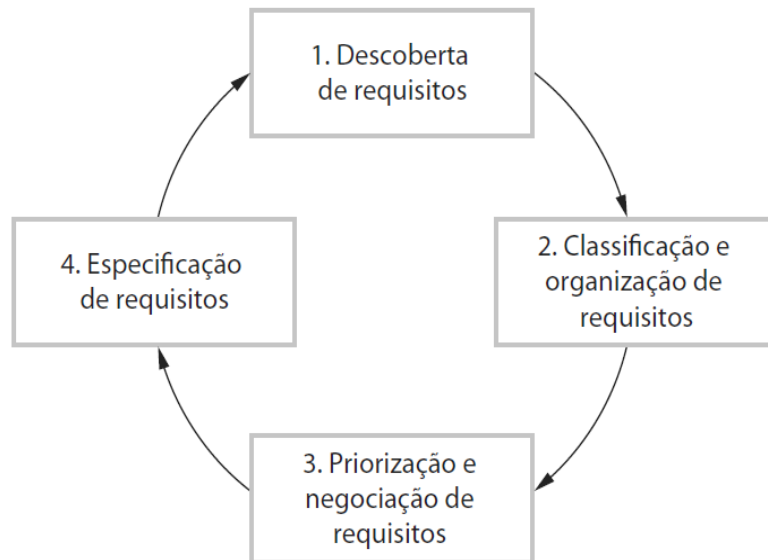 1. Descoberta
de requisitos
2. Classificação e
organização de
requisitos
3. Priorização e
negociação de
requisitos
4. Especificação
de requisitos